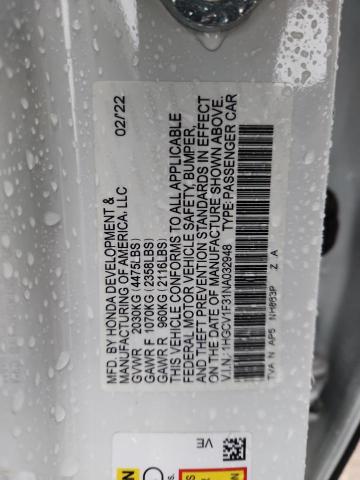 MFD. BY HONDA DEVELOPMENT & 02/'22
MANUFACTURING OF AMERICA, LLC
GVWR 2030KG(4475LBS)
GAWR F 1070KG(2358LBS)
GAWR R 960KG(2116LBS)
THIS VEHICLE CONFORMS TO ALL APPLICABLE
FEDERAL MOTOR VEHICLE SAFETY, BUMPER,
AND THEFT PREVENTION STANDARDS IN EFFECT
ON THE DATE OF MANUFACTURE SHOWN ABOVE.
V.I.N.:1HGCV1F31NA032948 TYPE:PASSENGER CAR
TVA N AP5 NH883P Z A
VE